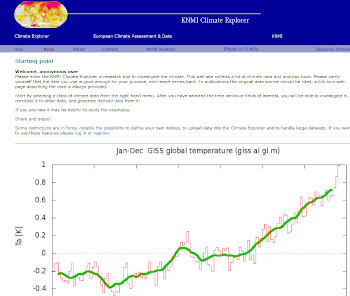 KNMI Climate Explorer
Climate Explorer European Climate Assessment & Data KNMI
Help News About Contact World weather Effects of El Niño Seasonal Forecast
Starting point
Welcome, anonymous user
Please enter the KNMI Climate Explorer, a research tool to investigate the climate. This web site collects a lot of climate data and analysis tools. Please verify
that the data you use is good enough for your purpose, and report errors back. In publications the original data source should be cited, a link to a web
page describing the data is always provided.
Start by selecting a class of climate data from the right-hand menu. After you have selected the time series or fields of interest, you will be able to investigate it,
correlate it to other data, and generate derived data from it.
If you are new it may be helpful to study the examples.
Share and enjoy!
Some restrictions are in force, notably the possibility to define your own indices, to upload data into the Climate Explorer and to handle large datasets. If you want
to use these features please log in or register.
Jan-Dec GISS global temperature (giss al gl m)
1
0.8
0.6
0.4
0.2
0
-0.2
-0.4
Ta [K]